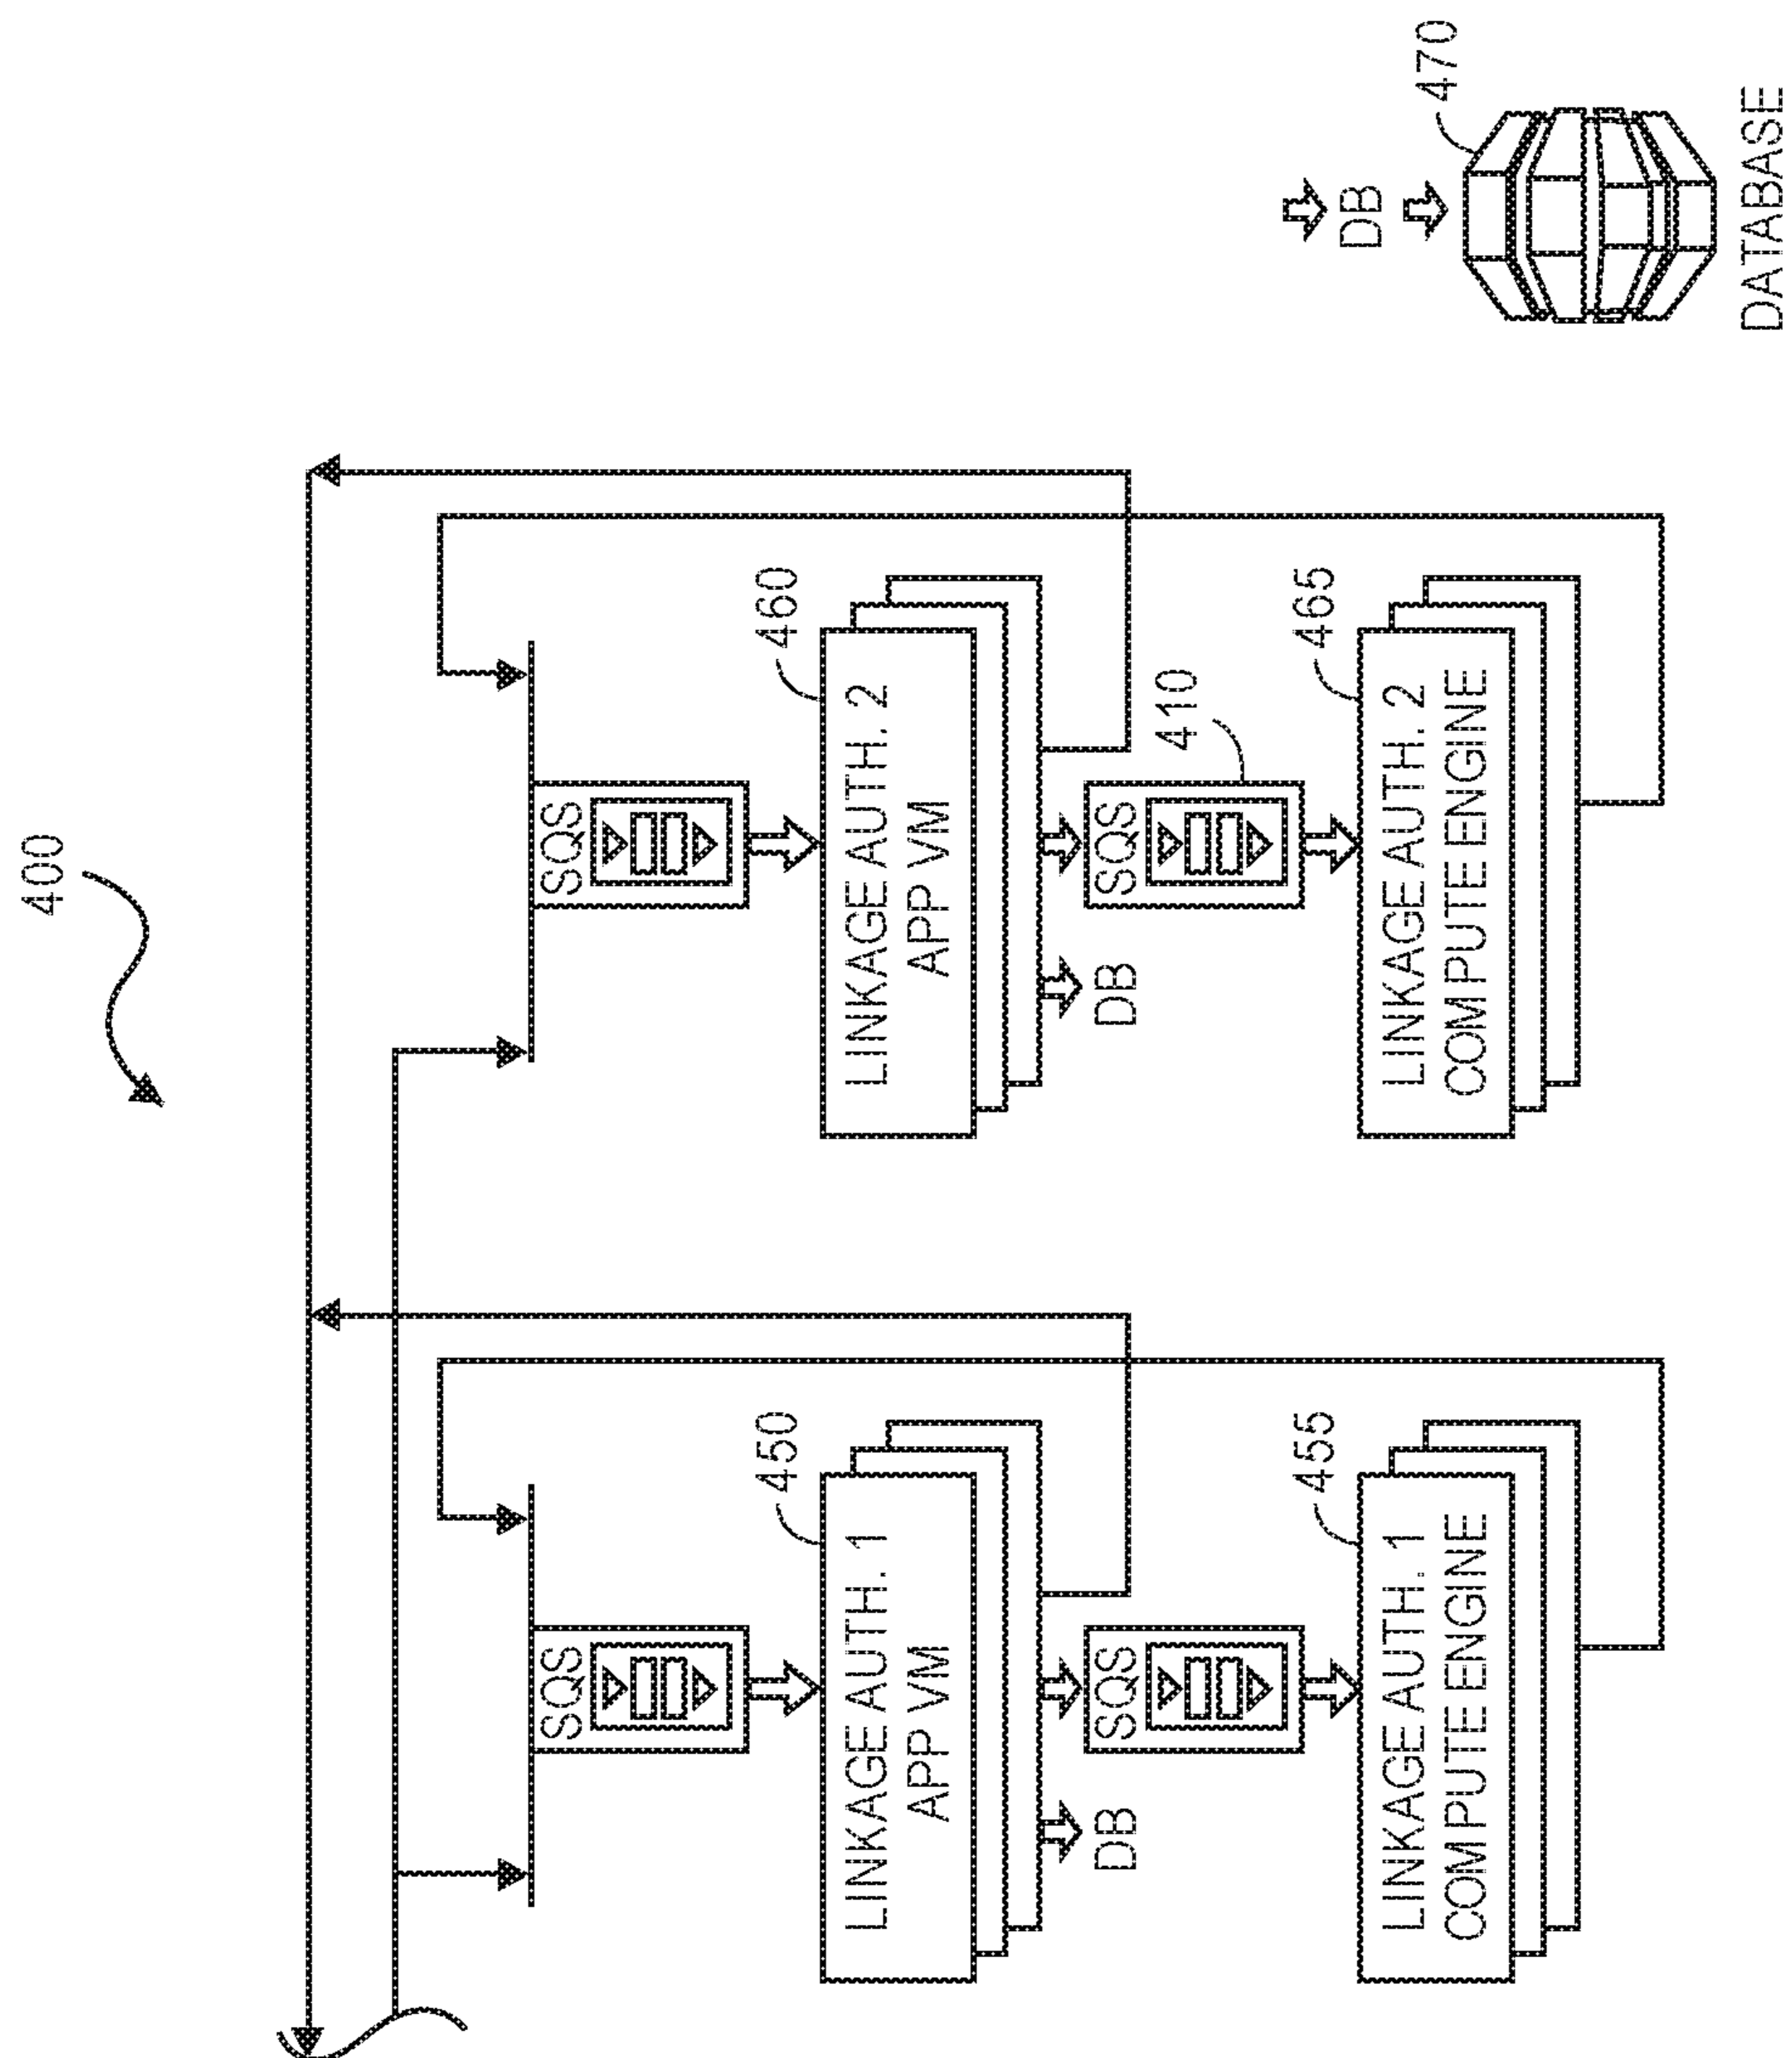 400
SQS
SQS
450
460
LINKAGE AUTH. 1
APP VM
LINKAGE AUTH. 2
APP VM
DB
SQS
DB
SQS
410
DB
455
465
470
LINKAGE AUTH. 1
COMPUTE ENGINE
LINKAGE AUTH. 2
COMPUTE ENGINE
DATABASE